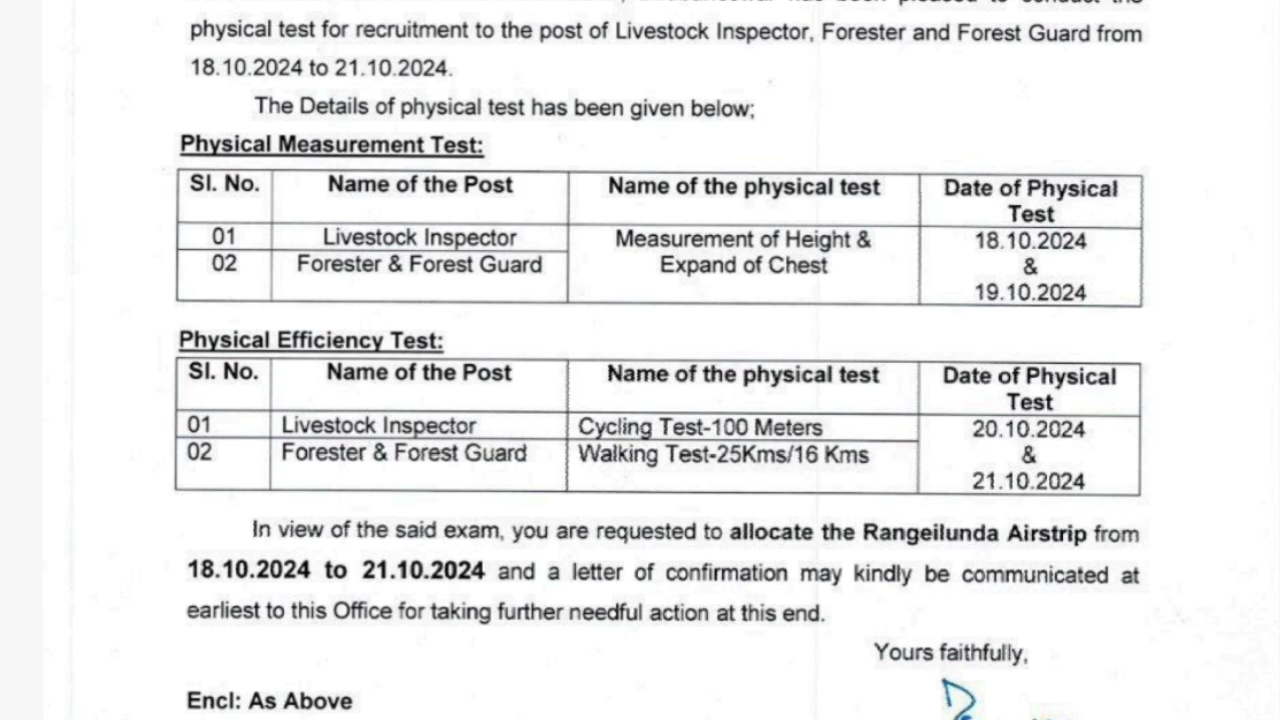 physical test for recruitment to the post of Livestock Inspector, Forester and Forest Guard from
18.10.2024 to 21.10.2024.
The Details of physical test has been given below;
Physical Measurement Test:
Sl. No. Name of the Post Name of the physical test Date of Physical
Test
01 Livestock Inspector Measurement of Height & 18.10.2024
02 Forester & Forest Guard Expand of Chest &
19.10.2024
Physical Efficiency Test:
Sl. No. Name of the Post Name of the physical test Date of Physical
Test
01 Livestock Inspector Cycling Test-100 Meters 20.10.2024
02 Forester & Forest Guard Walking Test-25Kms/16 Kms &
21.10.2024
In view of the said exam, you are requested to allocate the Rangeilunda Airstrip from
18.10.2024 to 21.10.2024 and a letter of confirmation may kindly be communicated at
earliest to this Office for taking further needful action at this end.
Yours faithfully,
Encl: As Above